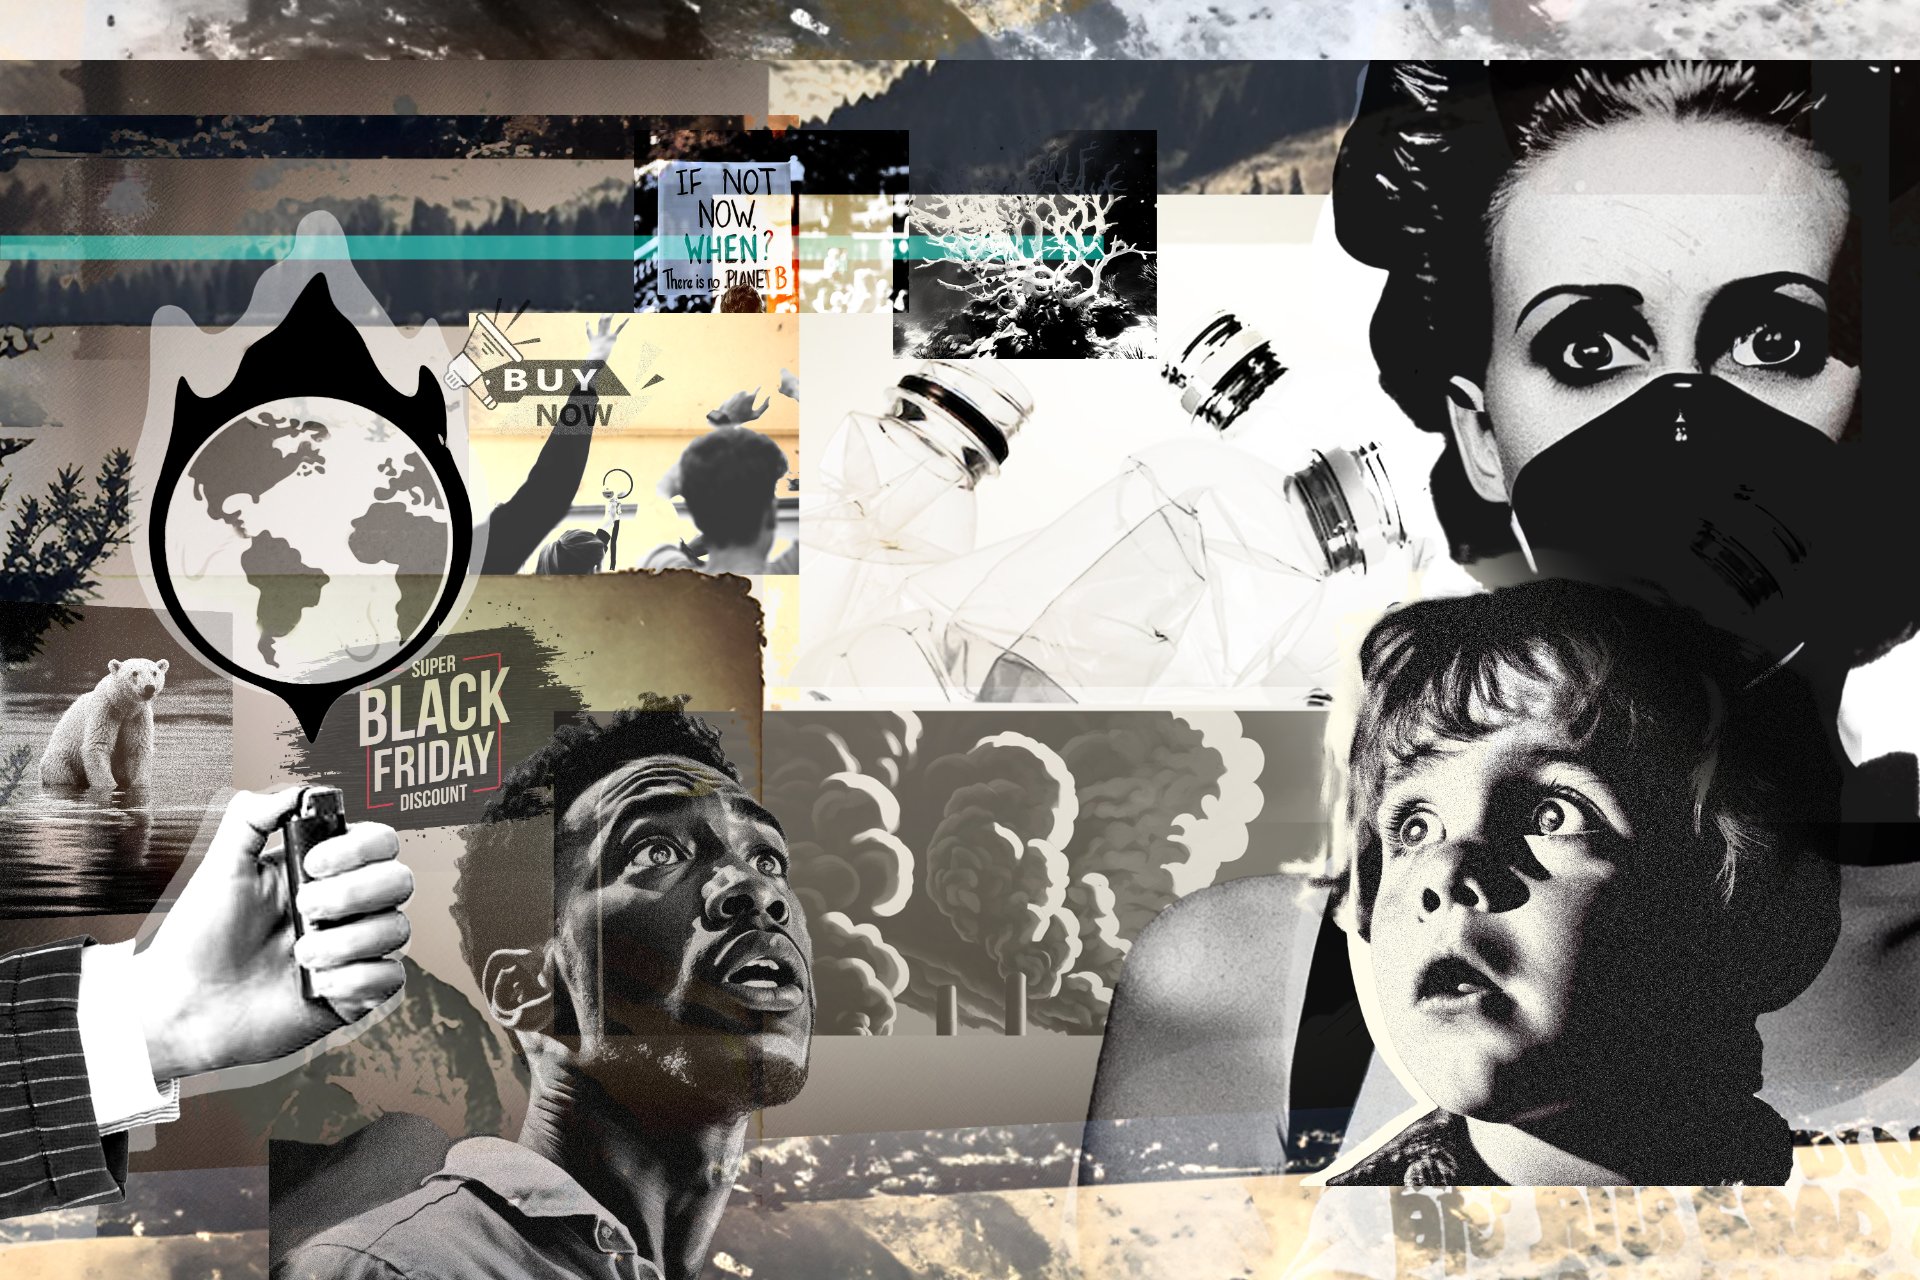 IF NOT
NOW,
WHEN?
There is no PLANET B
BUY
NOW
SUPER
BLACK
FRIDAY
DISCOUNT